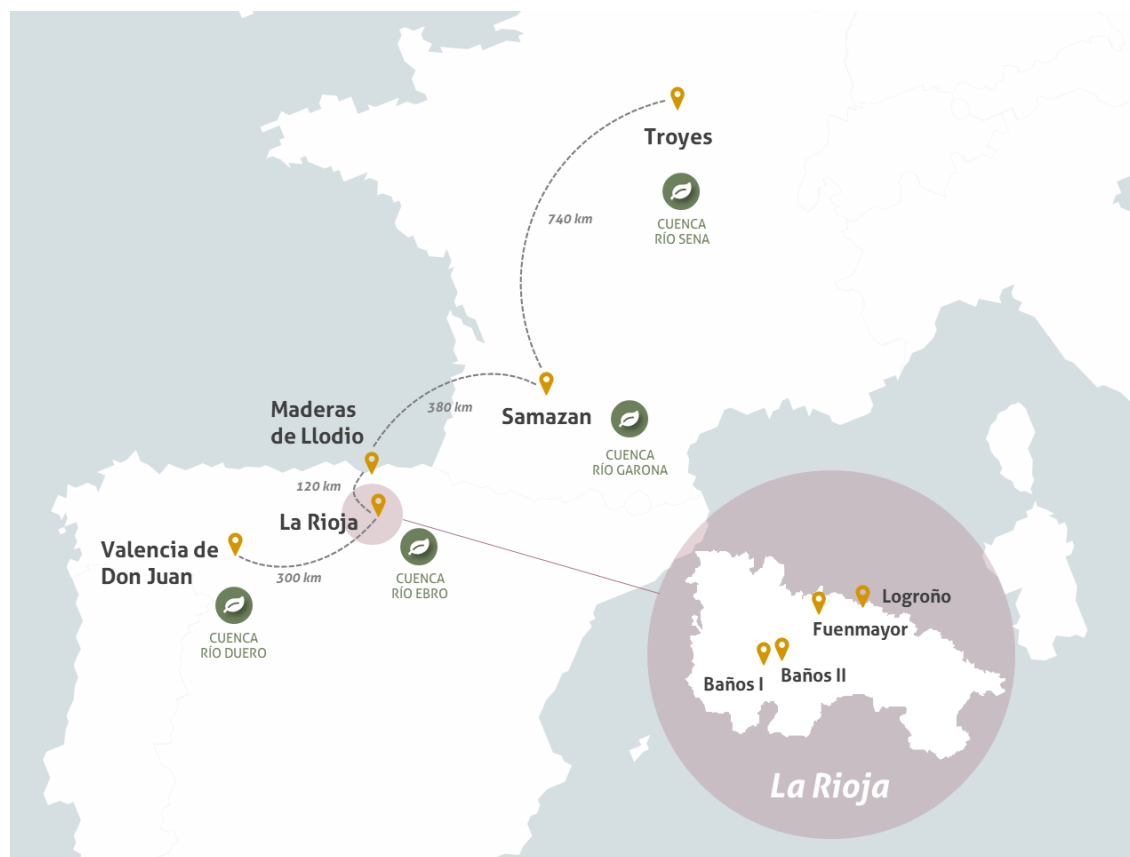 Troyes
CUENCA
RÍO SENA
740 km
380 km
Samazan
CUENCA
RÍO GARONA
Maderas
de Llodio
120 km
La Rioja
CUENCA
RÍO EBRO
Valencia de
Don Juan
300 km
CUENCA
RÍO DUERO
Logroño
Fuenmayor
Baños I
Baños II
La Rioja